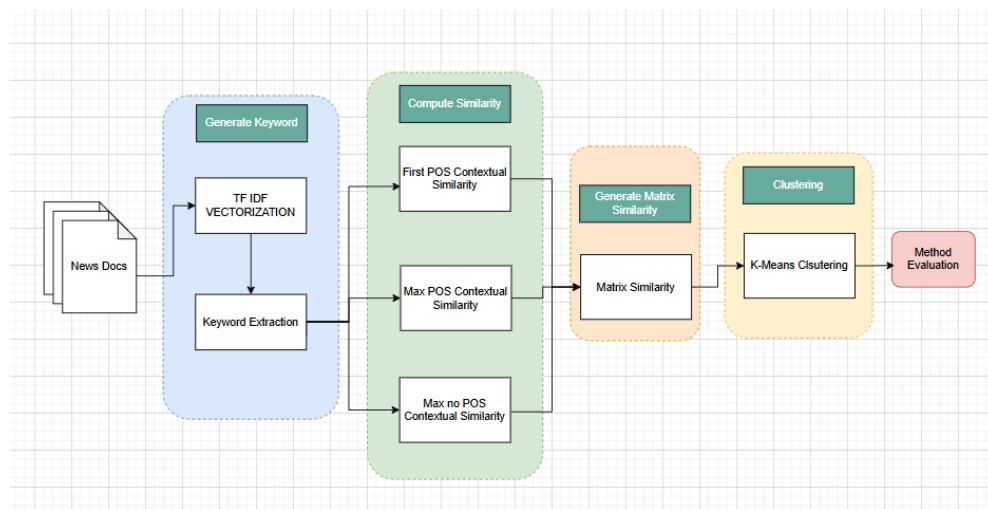 News Docs
Generate Keyword
TF IDF
VECTORIZATION
Keyword Extraction
Compute Similarity
First POS Contextual
Similarity
Max POS Contextual
Similarity
Max no POS
Contextual Similarity
Generate Matrix
Similarity
Matrix Similarity
Clustering
K-Means Clsutering
Method
Evaluation